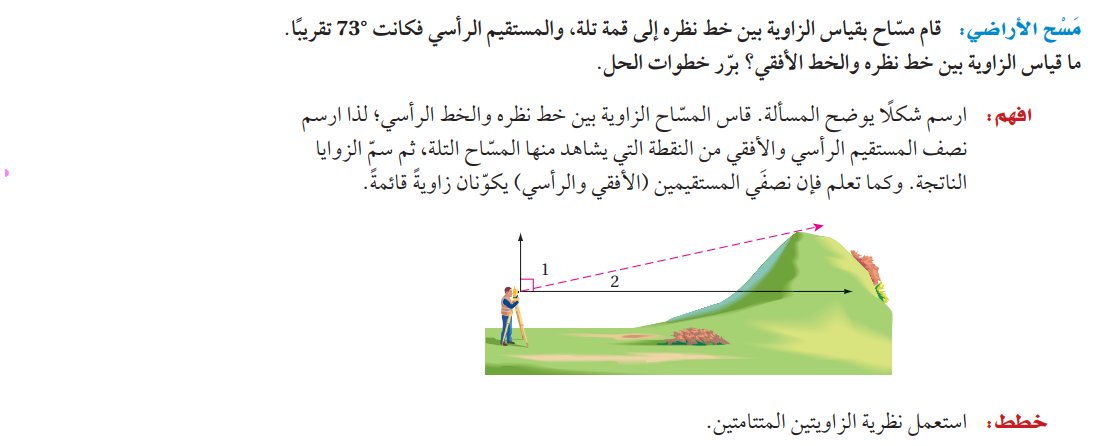 مَسْح الأراضي: قام مسّاح بقياس الزاوية بين خط نظره إلى قمة تلة، والمستقيم الرأسي فكانت 73° تقريبًا.
ما قياس الزاوية بين خط نظره والخط الأفقي؟ برّر خطوات الحل.
افهم: ارسم شكلًا يوضح المسألة. قاس المسّاح الزاوية بين خط نظره والخط الرأسي؛ لذا ارسم
نصف المستقيم الرأسي والأفقي من النقطة التي يشاهد منها المسّاح التلة، ثم سمّ الزوايا
الناتجة. وكما تعلم فإن نصفَي المستقيمين (الأفقي والرأسي) يكوّنان زاويةً قائمةً.
1
2
خطط: استعمل نظرية الزاويتين المتتامتين.